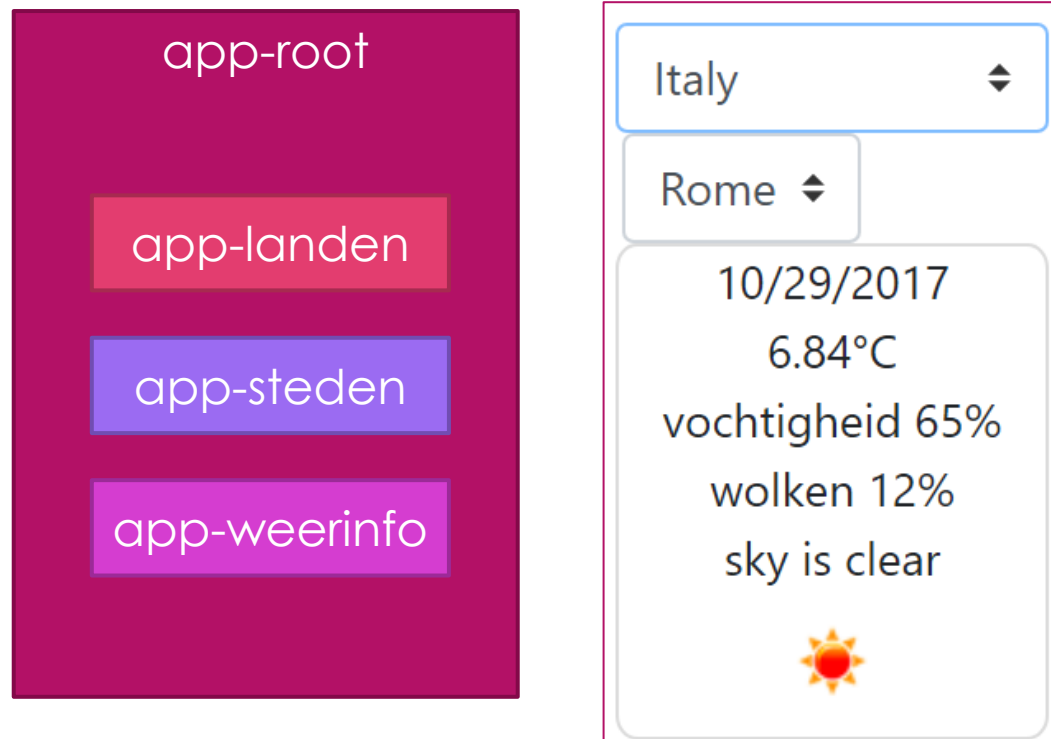 app-root
app-landen
app-steden
app-weerinfo
Italy
Rome
10/29/2017
6.84°C
vochtigheid 65%
wolken 12%
sky is clear